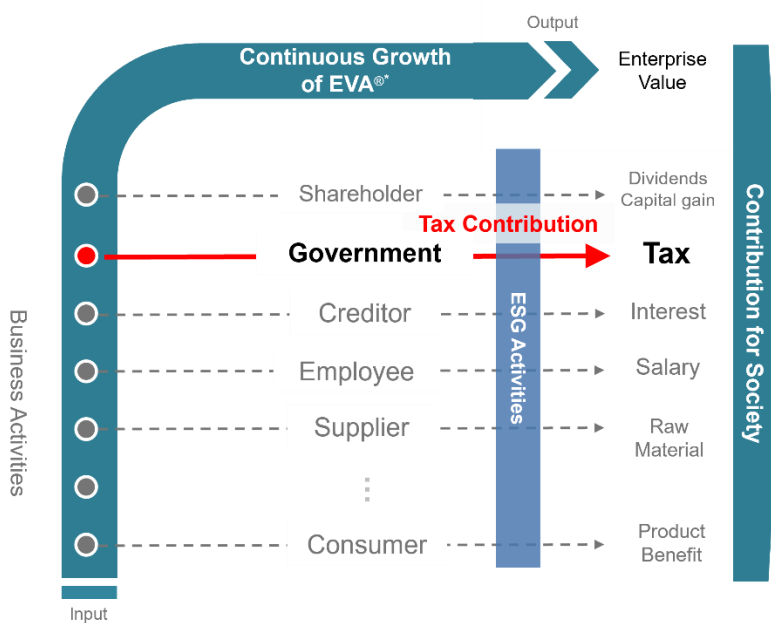 Output
Continuous Growth
of EVA®*
Enterprise
Value
Shareholder
Dividends
Capital gain
Tax Contribution
Government
Tax
Creditor
Interest
Employee
Salary
Supplier
Raw
Material
⋮
Consumer
Product
Benefit
ESG Activities
Business Activities
Contribution for Society
Input